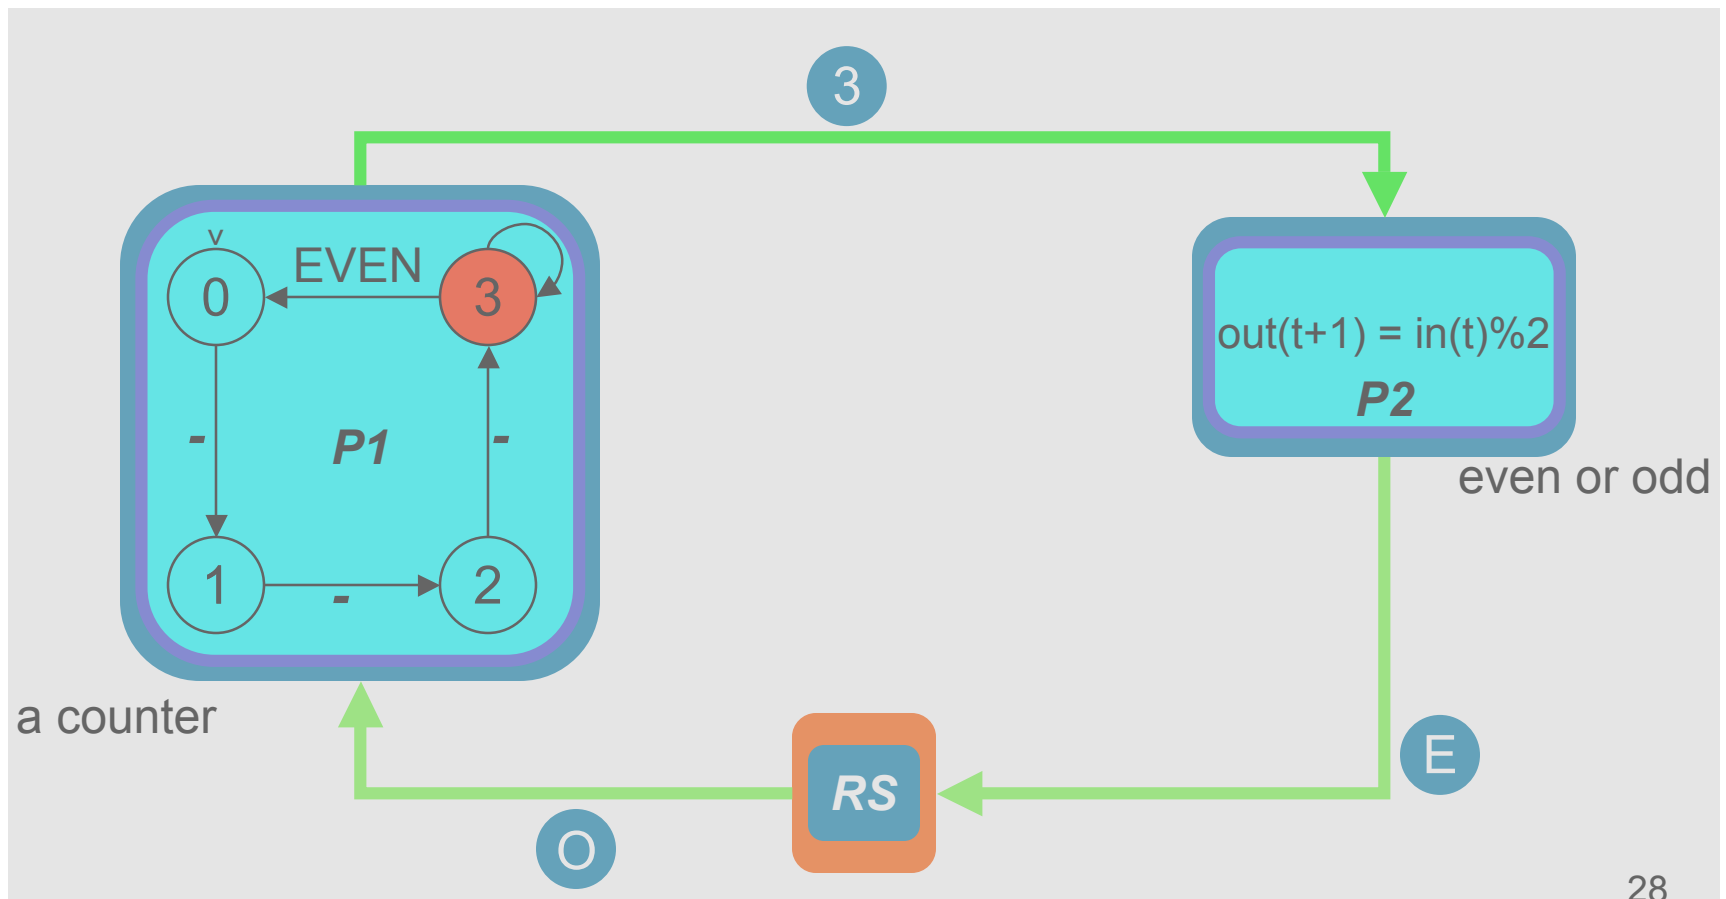 3
v
0
EVEN
3
out(t+1) = in(t)%2
P2
-
P1
-
even or odd
1
-
2
a counter
E
RS
O
28